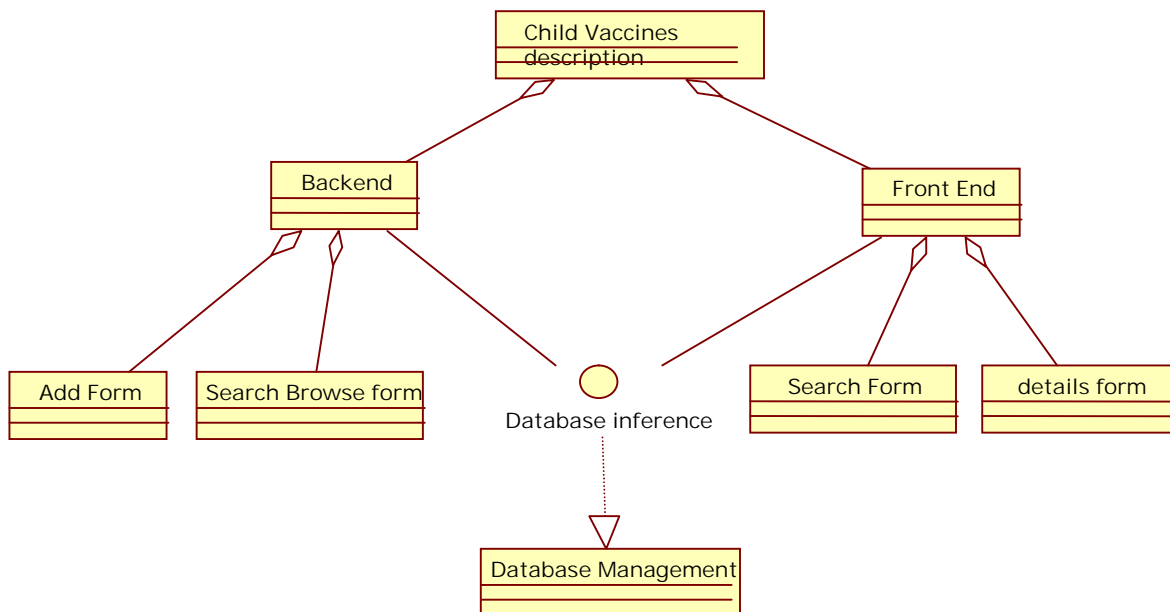 Child Vaccines
description
Backend
Front End
Add Form
Search Browse form
Search Form
details form
Database inference
Database Management